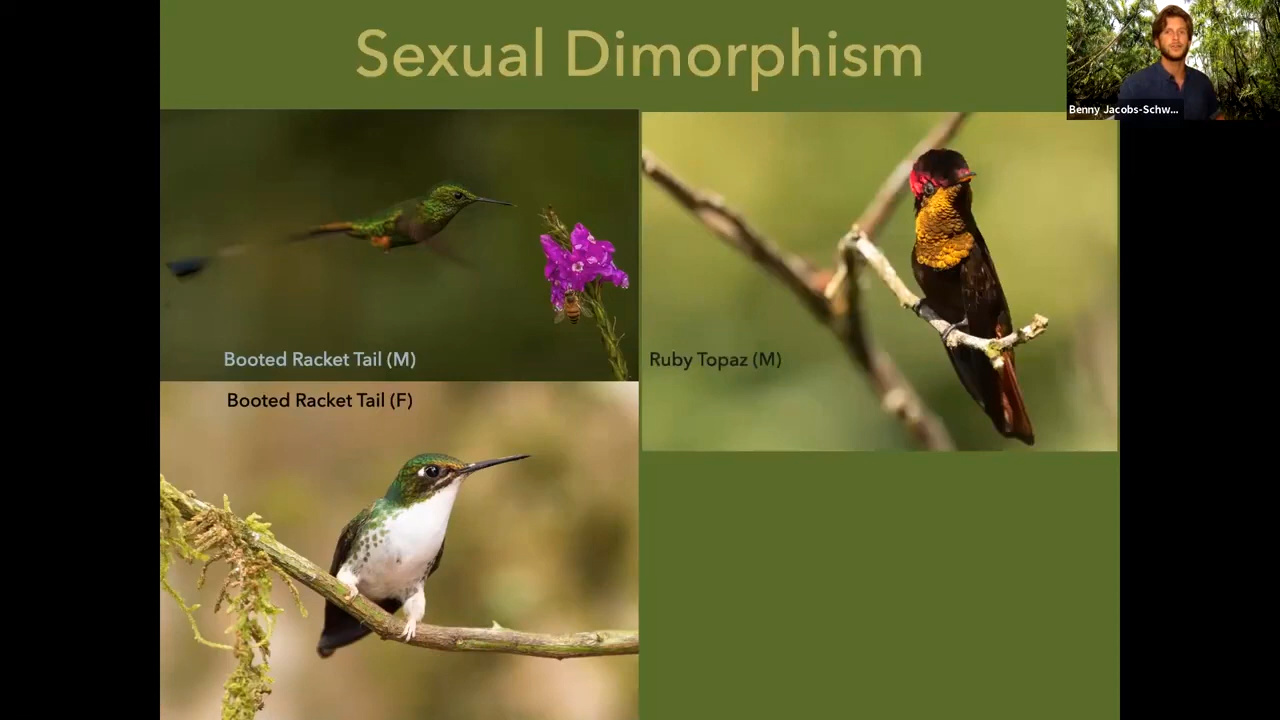 Sexual Dimorphism
Benny Jacobs-Schw...
Booted Racket Tail (M)
Ruby Topaz (M)
Booted Racket Tail (F)